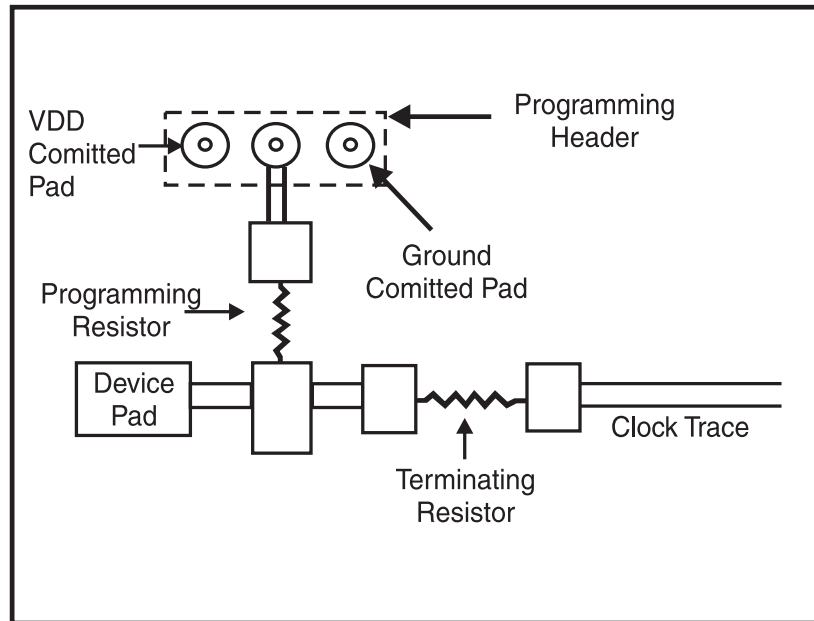 VDD
Comitted
Pad
Programming
Header
Ground
Comitted Pad
Programming
Resistor
Device
Pad
Clock Trace
Terminating
Resistor